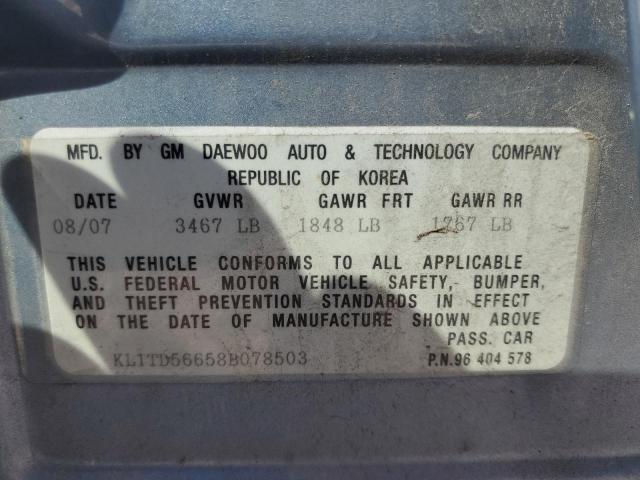 MFD. BY GM DAEWOO AUTO & TECHNOLOGY COMPANY
REPUBLIC OF KOREA
DATE GVWR GAWR FRT GAWR RR
08/07 3467 LB 1848 LB 1767 LB
THIS VEHICLE CONFORMS TO ALL APPLICABLE
U.S. FEDERAL MOTOR VEHICLE SAFETY, BUMPER,
AND THEFT PREVENTION STANDARDS IN EFFECT
ON THE DATE OF MANUFACTURE SHOWN ABOVE
PASS. CAR
KL1TD56658B078503 P.N.96 404 578